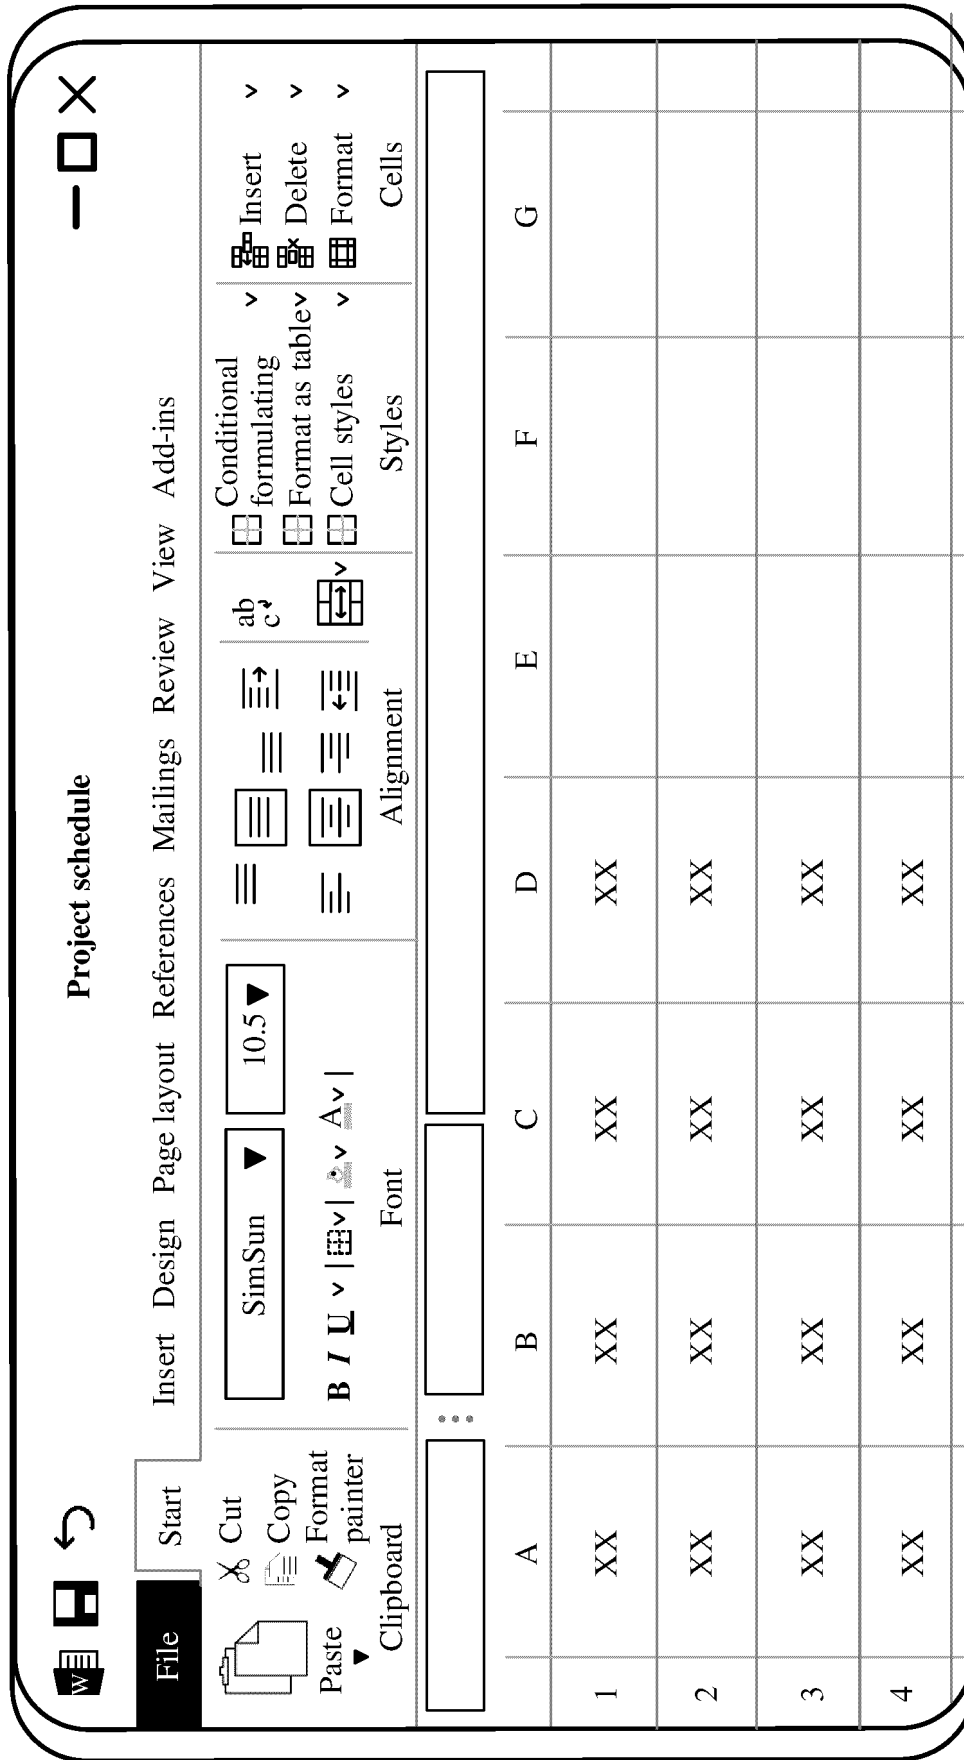 W
Project schedule
File Start Insert Design Page layout References Mailings Review View Add-ins
Paste
Cut
Copy
Format
painter
Clipboard
SimSun 10.5
B I U A
Font
ab
c
Alignment
Conditional
formulating
Format as table
Cell styles
Styles
Insert
Delete
Format
Cells
A B C D E F G
1 XX XX XX XX
2 XX XX XX XX
3 XX XX XX XX
4 XX XX XX XX